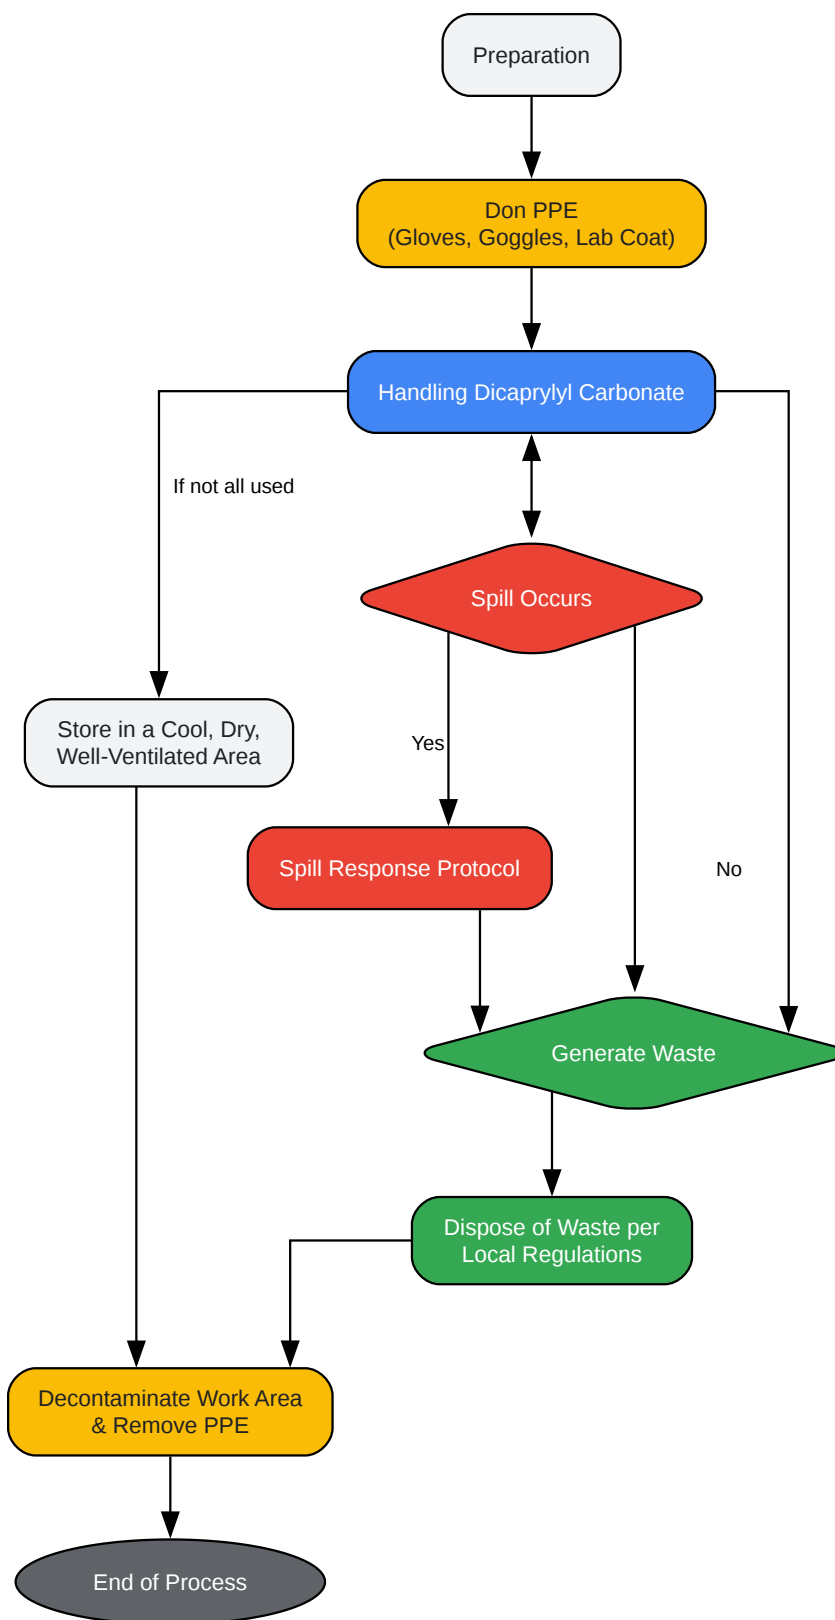 Preparation
Don PPE
(Gloves, Goggles, Lab Coat)
Handling Dicaprylyl Carbonate
If not all used
Spill Occurs
Store in a Cool, Dry,
Well-Ventilated Area
Yes
Spill Response Protocol
No
Generate Waste
Dispose of Waste per
Local Regulations
Decontaminate Work Area
& Remove PPE
End of Process